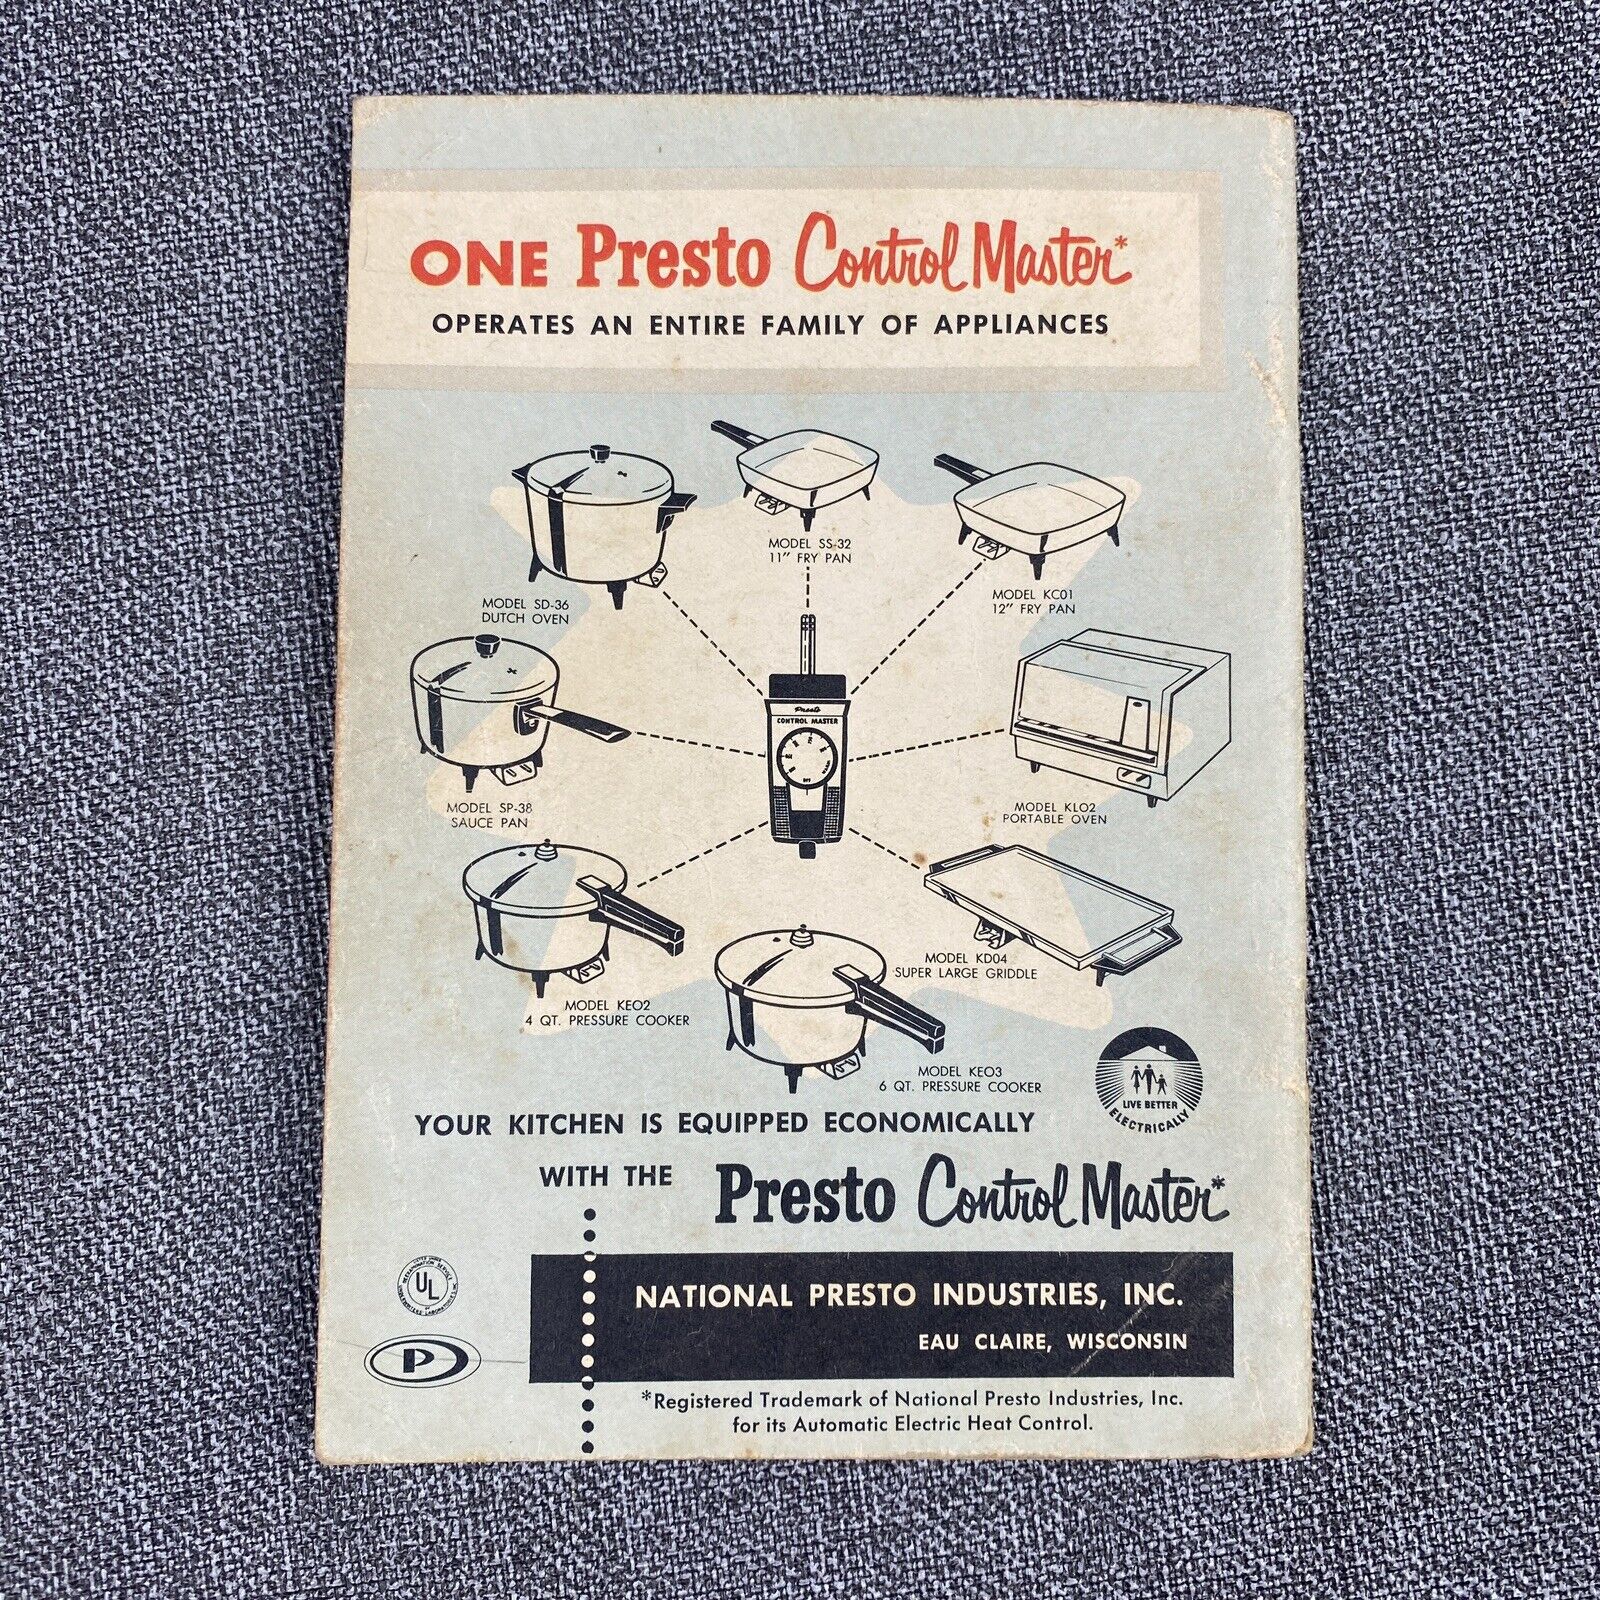 ONE Presto Control Master*
OPERATES AN ENTIRE FAMILY OF APPLIANCES
MODEL SS-32
11" FRY PAN
MODEL KC01
12" FRY PAN
MODEL SD-36
DUTCH OVEN
Presto
CONTROL MASTER
OFF
MODEL SP-38
SAUCE PAN
MODEL KL02
PORTABLE OVEN
MODEL KD04
SUPER LARGE GRIDDLE
MODEL KE02
4 QT. PRESSURE COOKER
MODEL KE03
6 QT. PRESSURE COOKER
LIVE BETTER
ELECTRICALLY
YOUR KITCHEN IS EQUIPPED ECONOMICALLY
WITH THE Presto Control Master*
UL
P
NATIONAL PRESTO INDUSTRIES, INC.
EAU CLAIRE, WISCONSIN
*Registered Trademark of National Presto Industries, Inc.
for its Automatic Electric Heat Control.